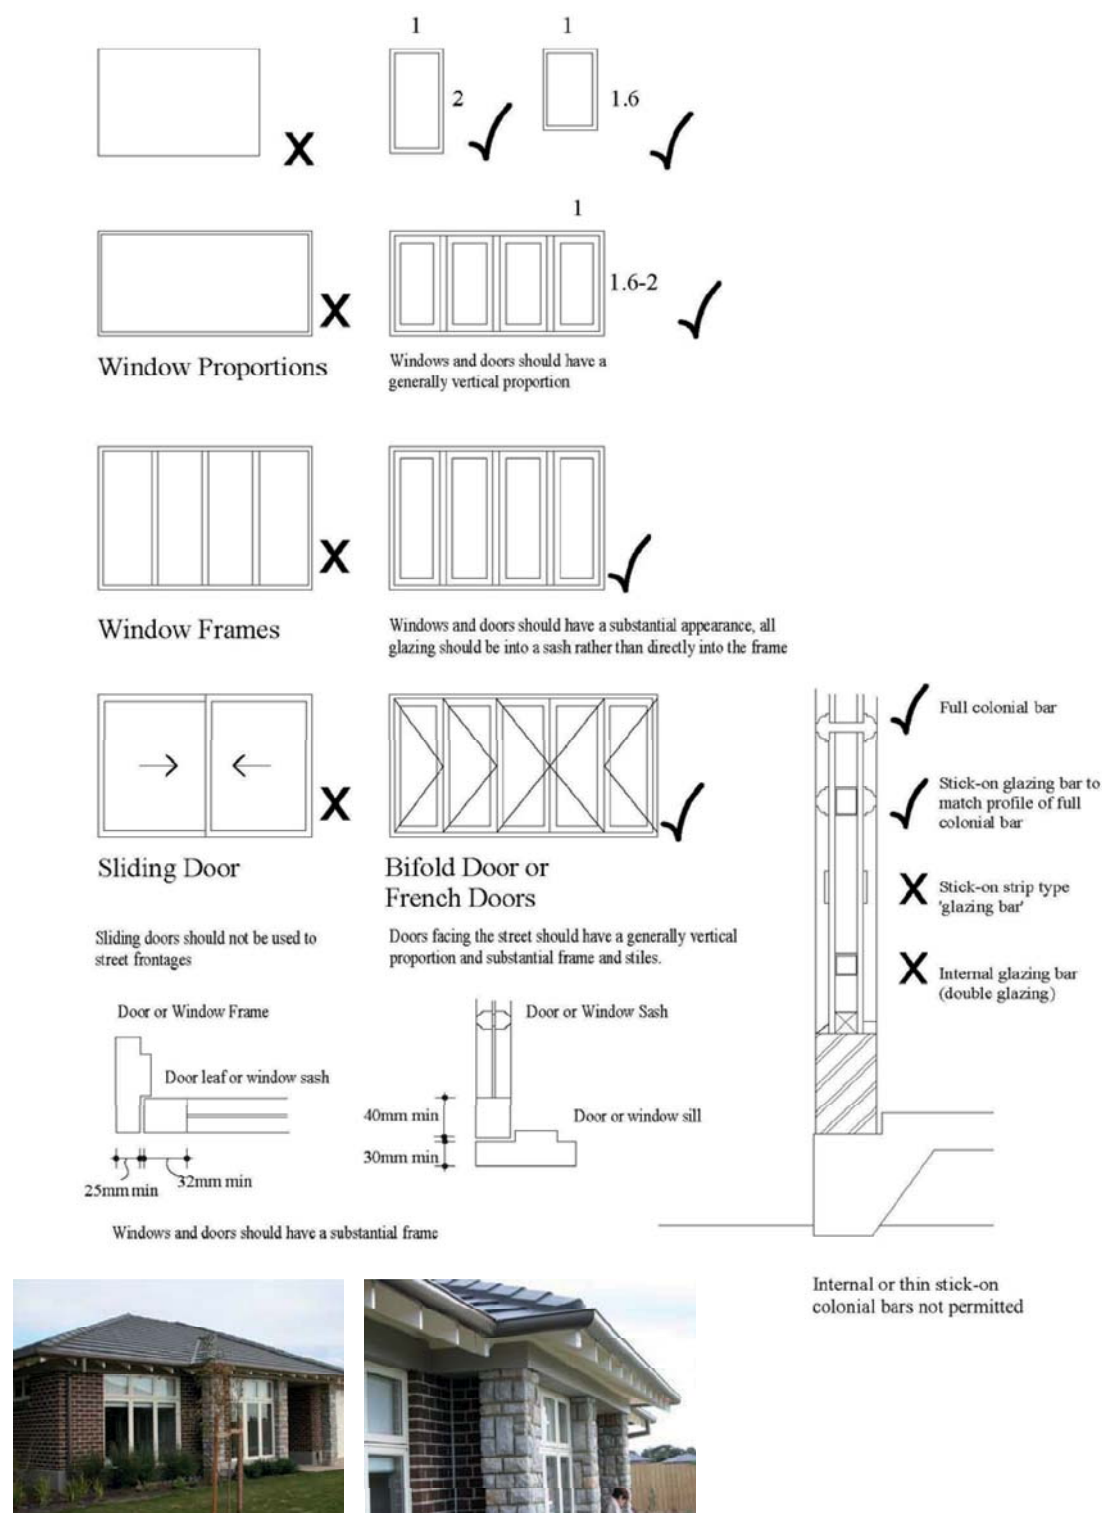 1
1
2
1.6
X
1
1.6-2
X
Window Proportions
Windows and doors should have a
generally vertical proportion
X
Window Frames
Windows and doors should have a substantial appearance, all
glazing should be into a sash rather than directly into the frame
X
Sliding Door
Bifold Door or
French Doors
Sliding doors should not be used to
street frontages
Doors facing the street should have a generally vertical
proportion and substantial frame and stiles.
Full colonial bar
Stick-on glazing bar to
match profile of full
colonial bar
X
Stick-on strip type
'glazing bar'
X
Internal glazing bar
(double glazing)
Door or Window Frame
Door leaf or window sash
25mm min
32mm min
Door or Window Sash
40mm min
Door or window sill
30mm min
Windows and doors should have a substantial frame
Internal or thin stick-on
colonial bars not permitted